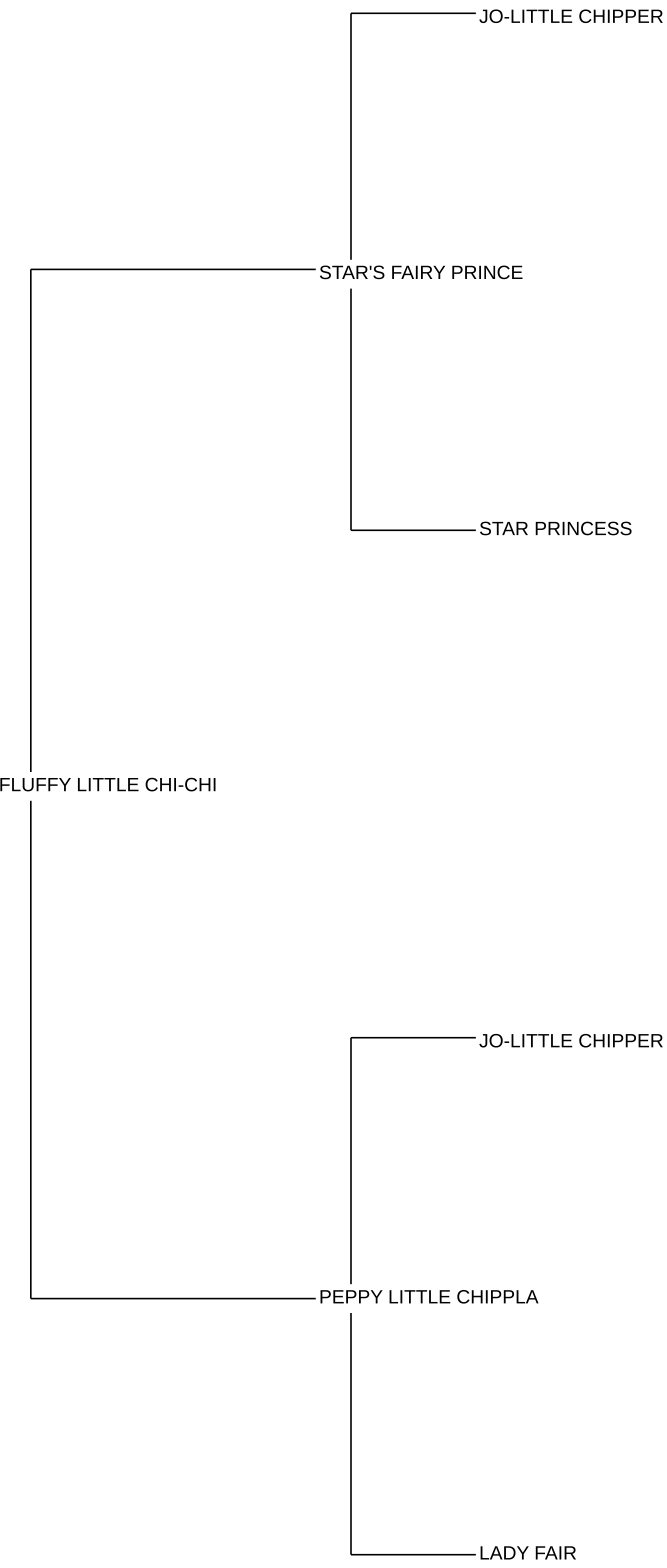 JO-LITTLE CHIPPER
STAR'S FAIRY PRINCE
STAR PRINCESS
FLUFFY LITTLE CHI-CHI
JO-LITTLE CHIPPER
PEPPY LITTLE CHIPPLA
LADY FAIR